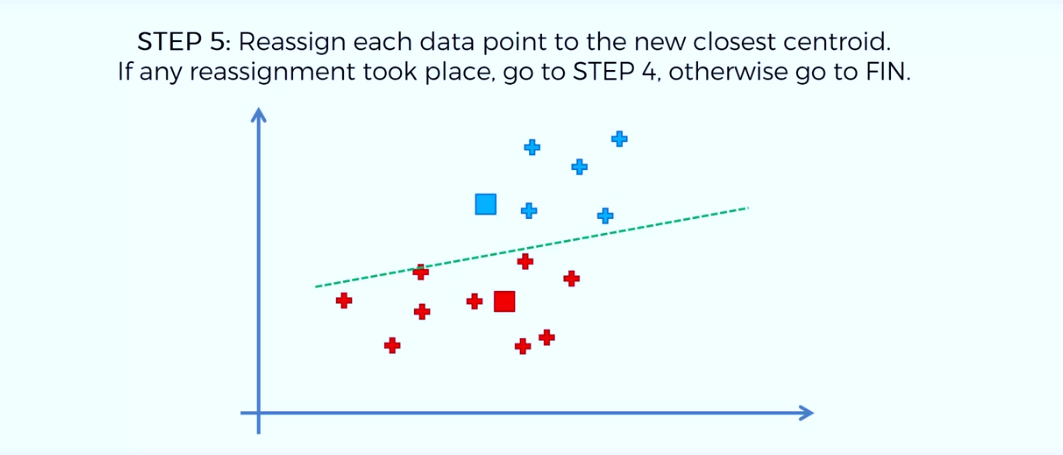 STEP 5: Reassign each data point to the new closest centroid.
If any reassignment took place, go to STEP 4, otherwise go to FIN.